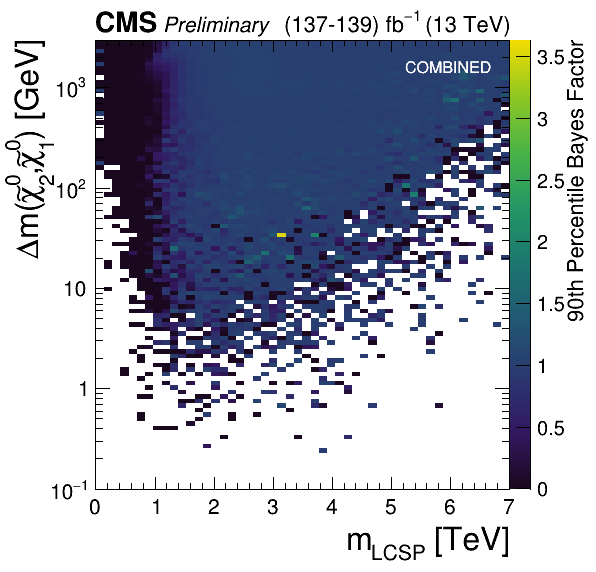 CMS Preliminary (137-139) fb⁻¹ (13 TeV)
COMBINED
Δm(χ̃⁰₂,χ̃⁰₁) [GeV]
10³
10²
10
1
10⁻¹
0 1 2 3 4 5 6 7
m_LCSP [TeV]
3.5
3
2.5
2
1.5
1
0.5
0
90th Percentile Bayes Factor